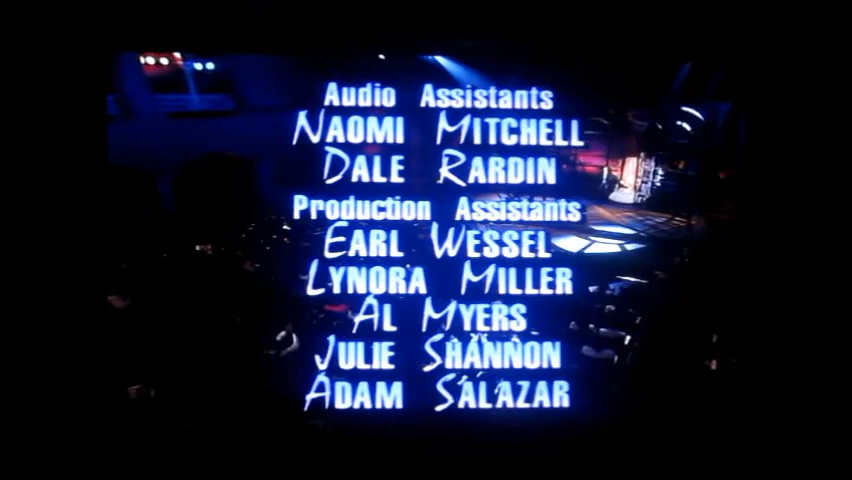 Audio Assistants
NAOMI MITCHELL
DALE RARDIN
Production Assistants
EARL WESSEL
LYNORA MILLER
AL MYERS
JULIE SHANNON
ADAM SALAZAR